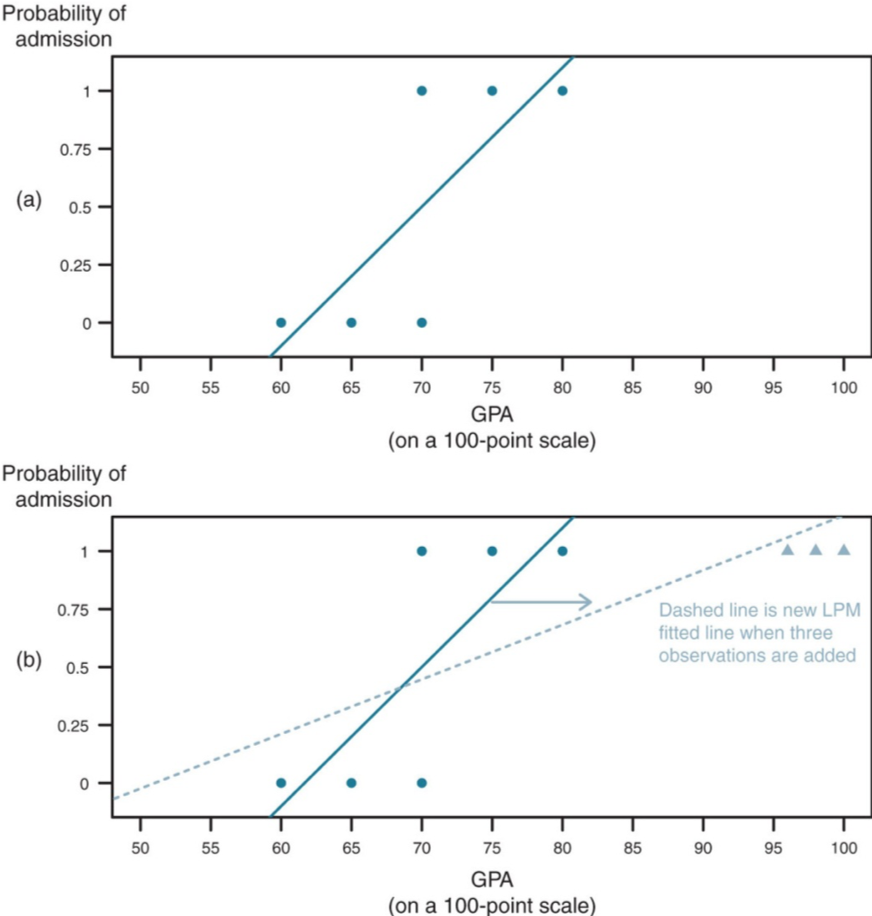 Probability of
admission
1
0.75
(a)
0.5
0.25
0
50 55 60 65 70 75 80 85 90 95 100
GPA
(on a 100-point scale)
Probability of
admission
1
0.75
Dashed line is new LPM
fitted line when three
observations are added
(b)
0.5
0.25
0
50 55 60 65 70 75 80 85 90 95 100
GPA
(on a 100-point scale)